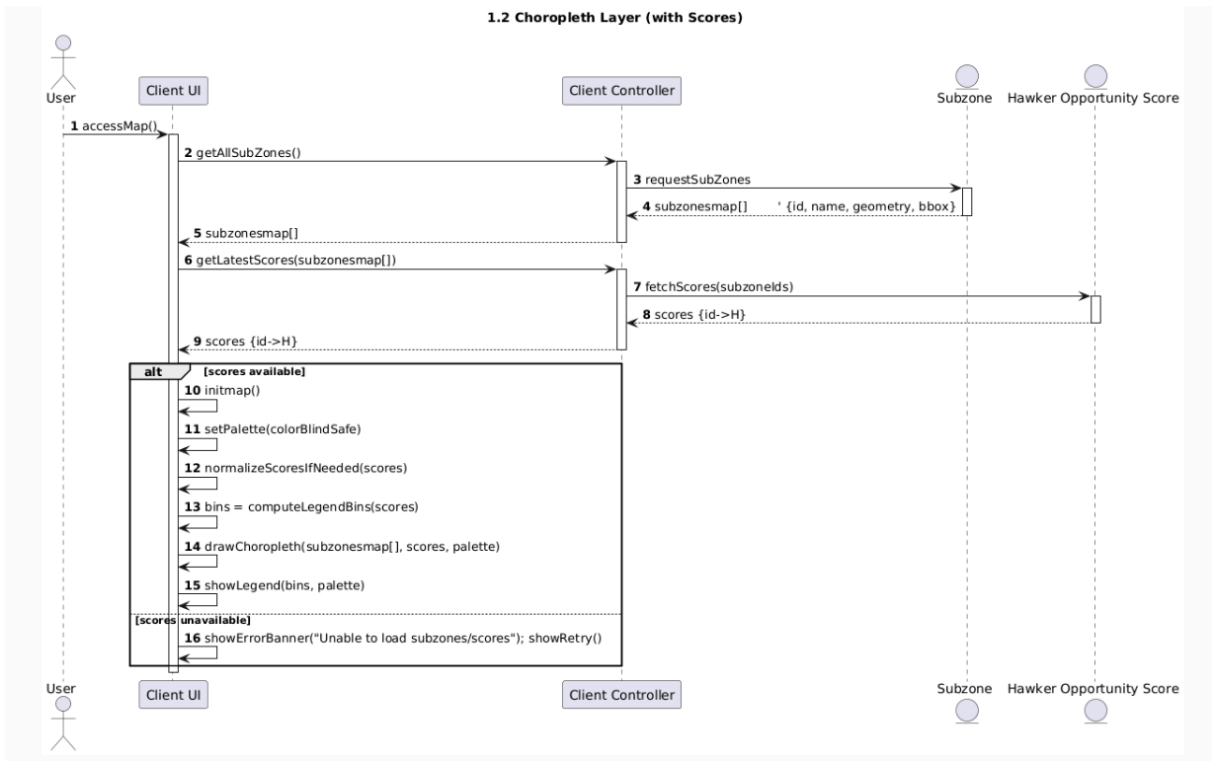 1.2 Choropleth Layer (with Scores)
User
Client UI
Client Controller
Subzone
Hawker Opportunity Score
1 accessMap()
2 getAllSubZones()
3 requestSubZones
4 subzonesmap[] ' {id, name, geometry, bbox}
5 subzonesmap[]
6 getLatestScores(subzonesmap[])
7 fetchScores(subzoneIds)
8 scores {id->H}
9 scores {id->H}
alt [scores available]
10 initmap()
11 setPalette(colorBlindSafe)
12 normalizeScoresIfNeeded(scores)
13 bins = computeLegendBins(scores)
14 drawChoropleth(subzonesmap[], scores, palette)
15 showLegend(bins, palette)
[scores unavailable]
16 showErrorBanner("Unable to load subzones/scores"); showRetry()
User
Client UI
Client Controller
Subzone
Hawker Opportunity Score